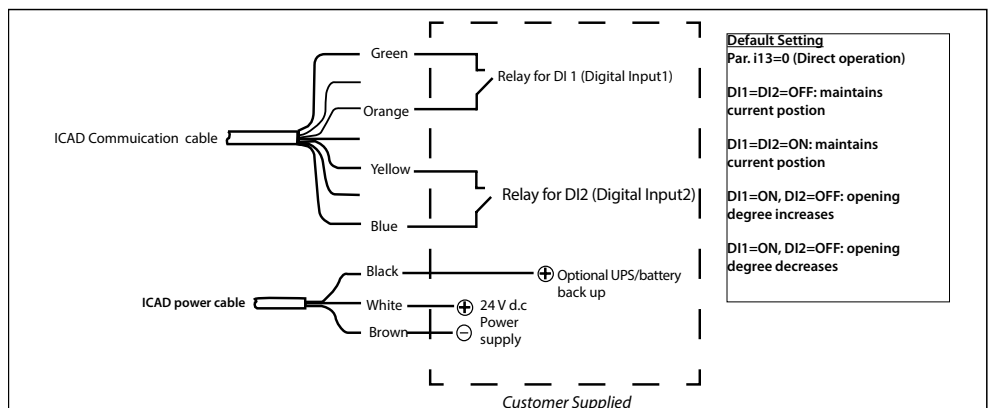 Green
Orange
ICAD Commuication cable
Yellow
Blue
Relay for DI 1 (Digital Input1)
Relay for DI2 (Digital Input2)
Black
ICAD power cable
White
Brown
Optional UPS/battery
back up
24 V d.c
Power
supply
Customer Supplied
Default Setting
Par. i13=0 (Direct operation)
DI1=DI2=OFF: maintains
current postion
DI1=DI2=ON: maintains
current postion
DI1=ON, DI2=OFF: opening
degree increases
DI1=ON, DI2=OFF: opening
degree decreases